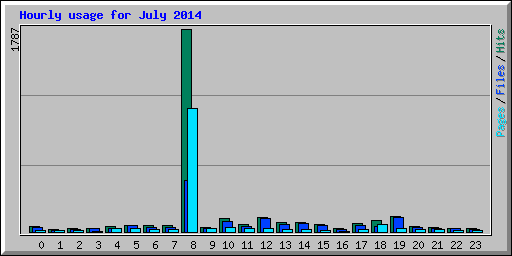 Hourly usage for July 2014
1787
Pages/Files/Hits
0 1 2 3 4 5 6 7 8 9 10 11 12 13 14 15 16 17 18 19 20 21 22 23